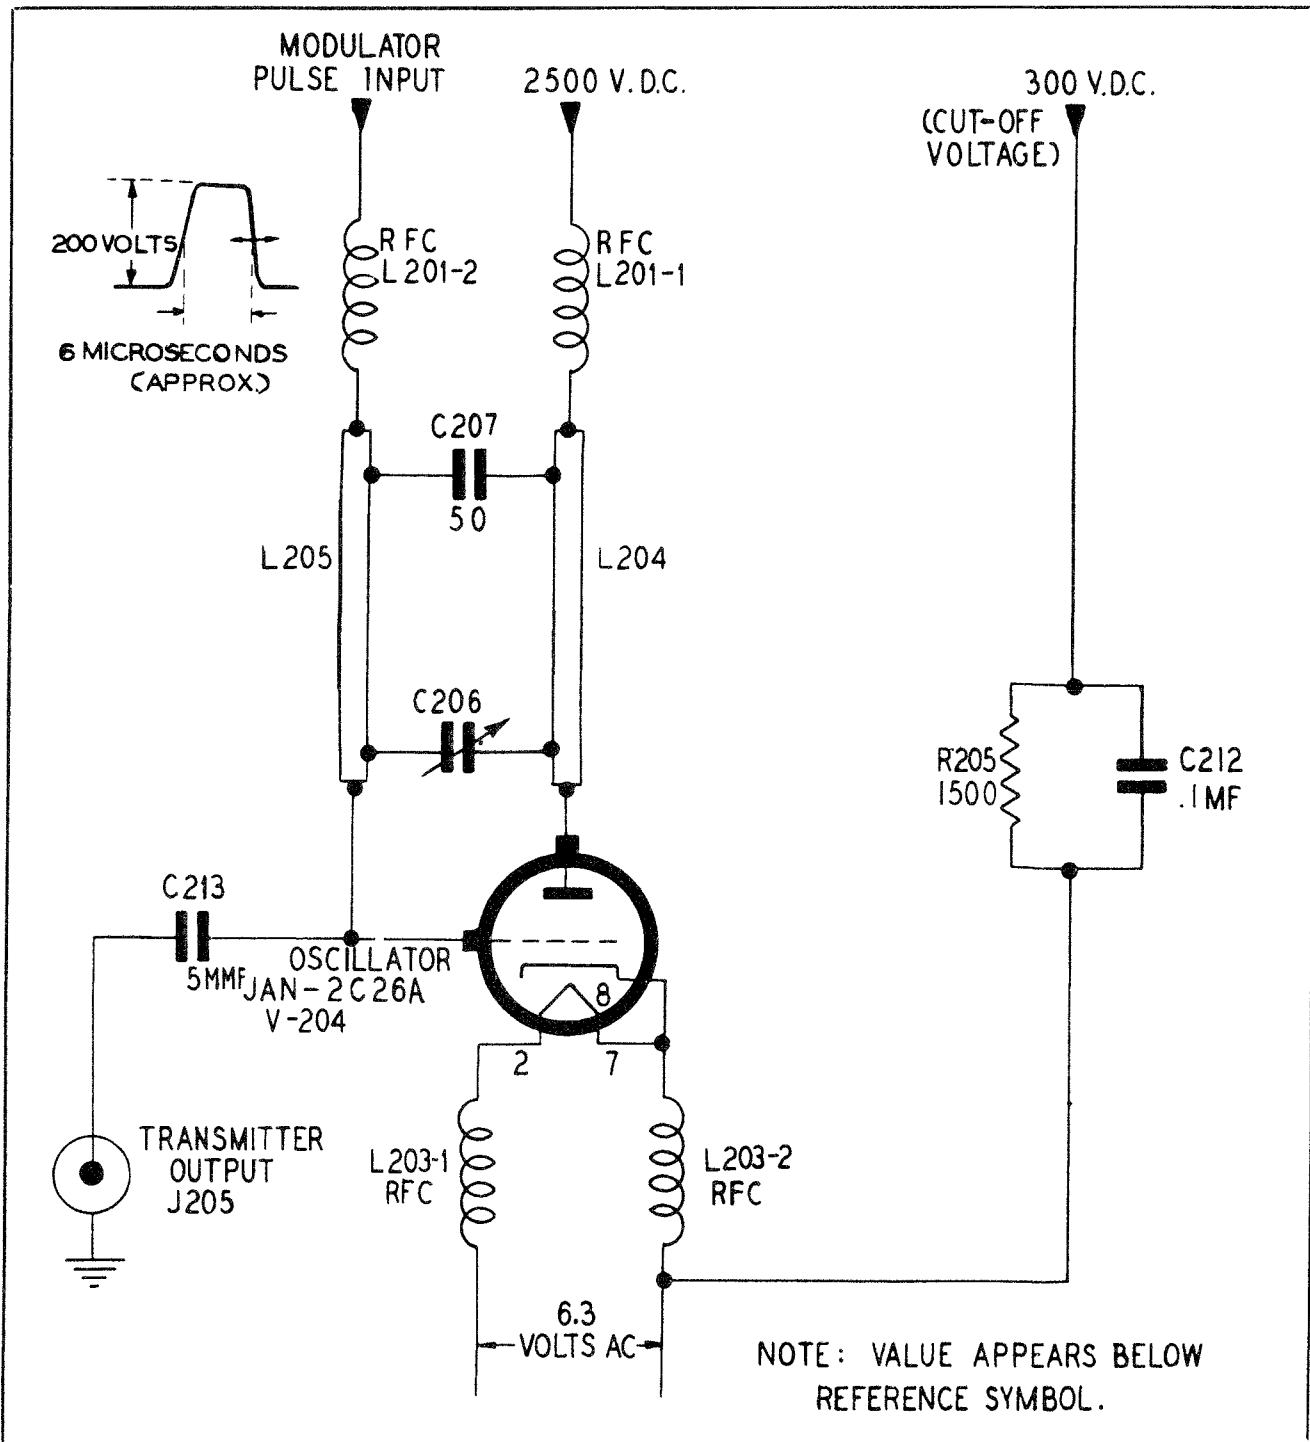 MODULATOR
PULSE INPUT
2500 V.D.C.
300 V.D.C.
(CUT-OFF
VOLTAGE)
200 VOLTS
6 MICROSECONDS
(APPROX.)
RFC
L201-2
RFC
L201-1
C207
50
L205
L204
C206
R205
1500
C212
.1MF
C213
5MMF
OSCILLATOR
JAN-2C26A
V-204
8
2
7
TRANSMITTER
OUTPUT
J205
L203-1
RFC
L203-2
RFC
6.3
VOLTS AC
NOTE: VALUE APPEARS BELOW
REFERENCE SYMBOL.